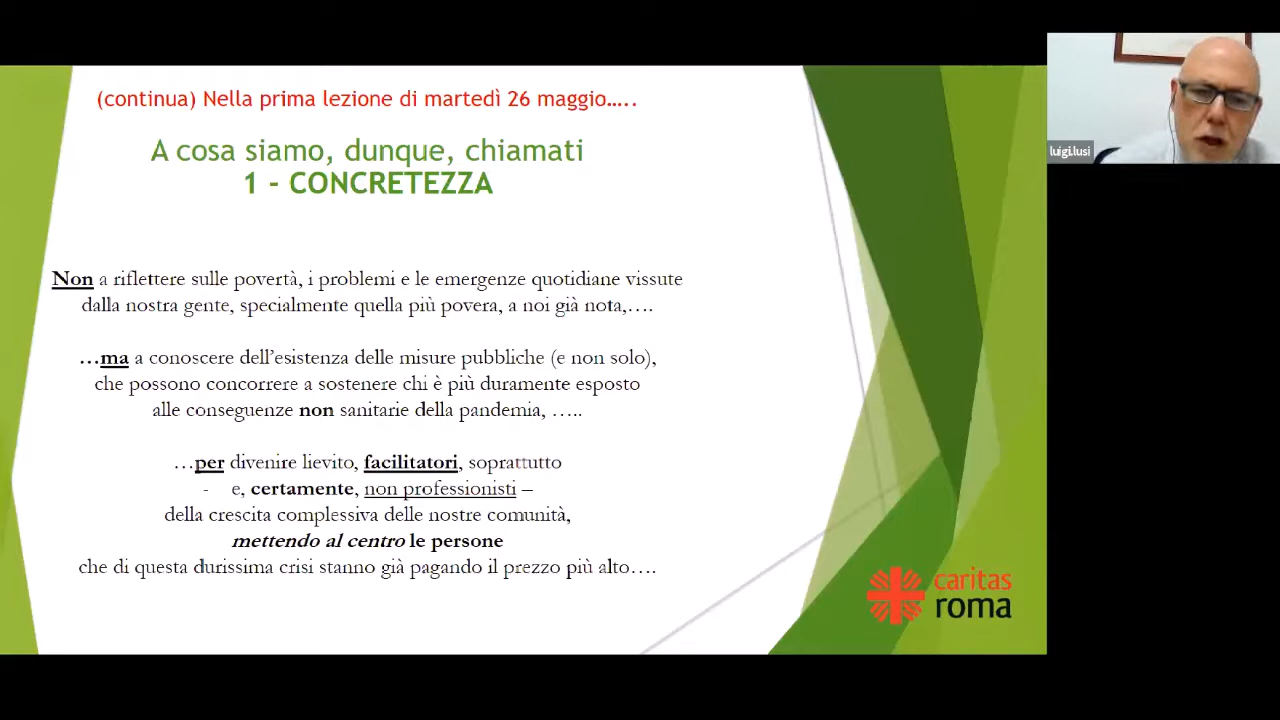 (continua) Nella prima lezione di martedì 26 maggio.....
A cosa siamo, dunque, chiamati
1 - CONCRETEZZA
Non a riflettere sulle povertà, i problemi e le emergenze quotidiane vissute
dalla nostra gente, specialmente quella più povera, a noi già nota,....
...ma a conoscere dell'esistenza delle misure pubbliche (e non solo),
che possono concorrere a sostenere chi è più duramente esposto
alle conseguenze non sanitarie della pandemia, .....
...per divenire lievito, facilitatori, soprattutto
- e, certamente, non professionisti –
della crescita complessiva delle nostre comunità,
mettendo al centro le persone
che di questa durissima crisi stanno già pagando il prezzo più alto....
caritas
roma
luigi.lusi